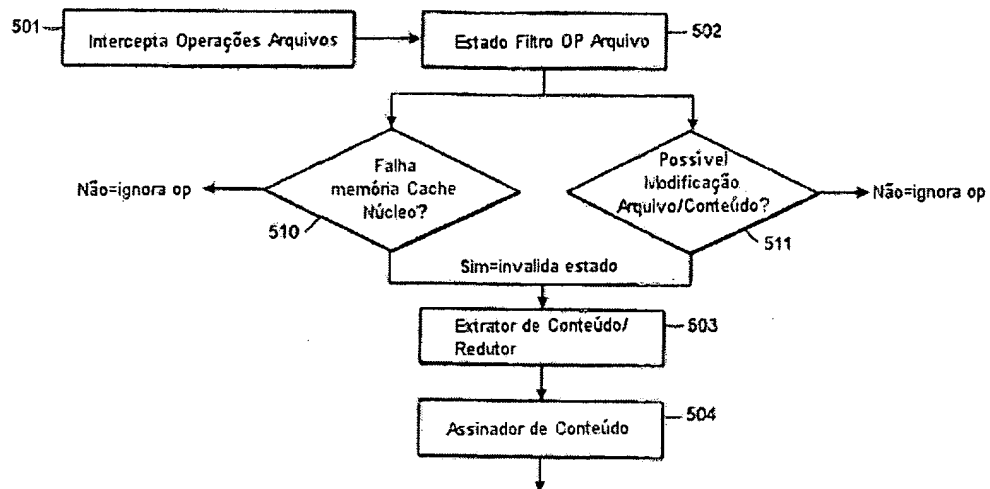 501
Intercepta Operações Arquivos
Estado Filtro OP Arquivo
502
Falha
memória Cache
Núcleo?
Não=ignora op
510
Possível
Modificação
Arquivo/Conteúdo?
Não=ignora op
511
Sim=invalida estado
Extrator de Conteúdo/
Redutor
503
Assinador de Conteúdo
504